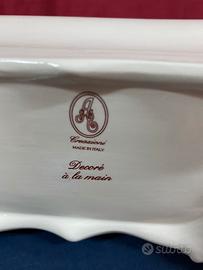 A
Creazioni
MADE IN ITALY
Decoré
à la main
subito